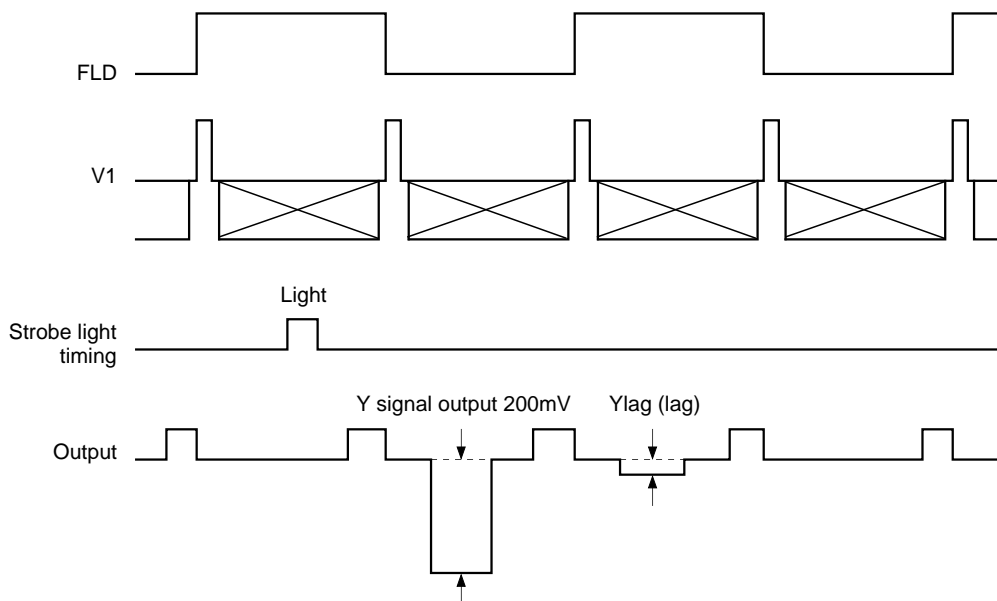 FLD
V1
Light
Strobe light
timing
Y signal output 200mV
Ylag (lag)
Output